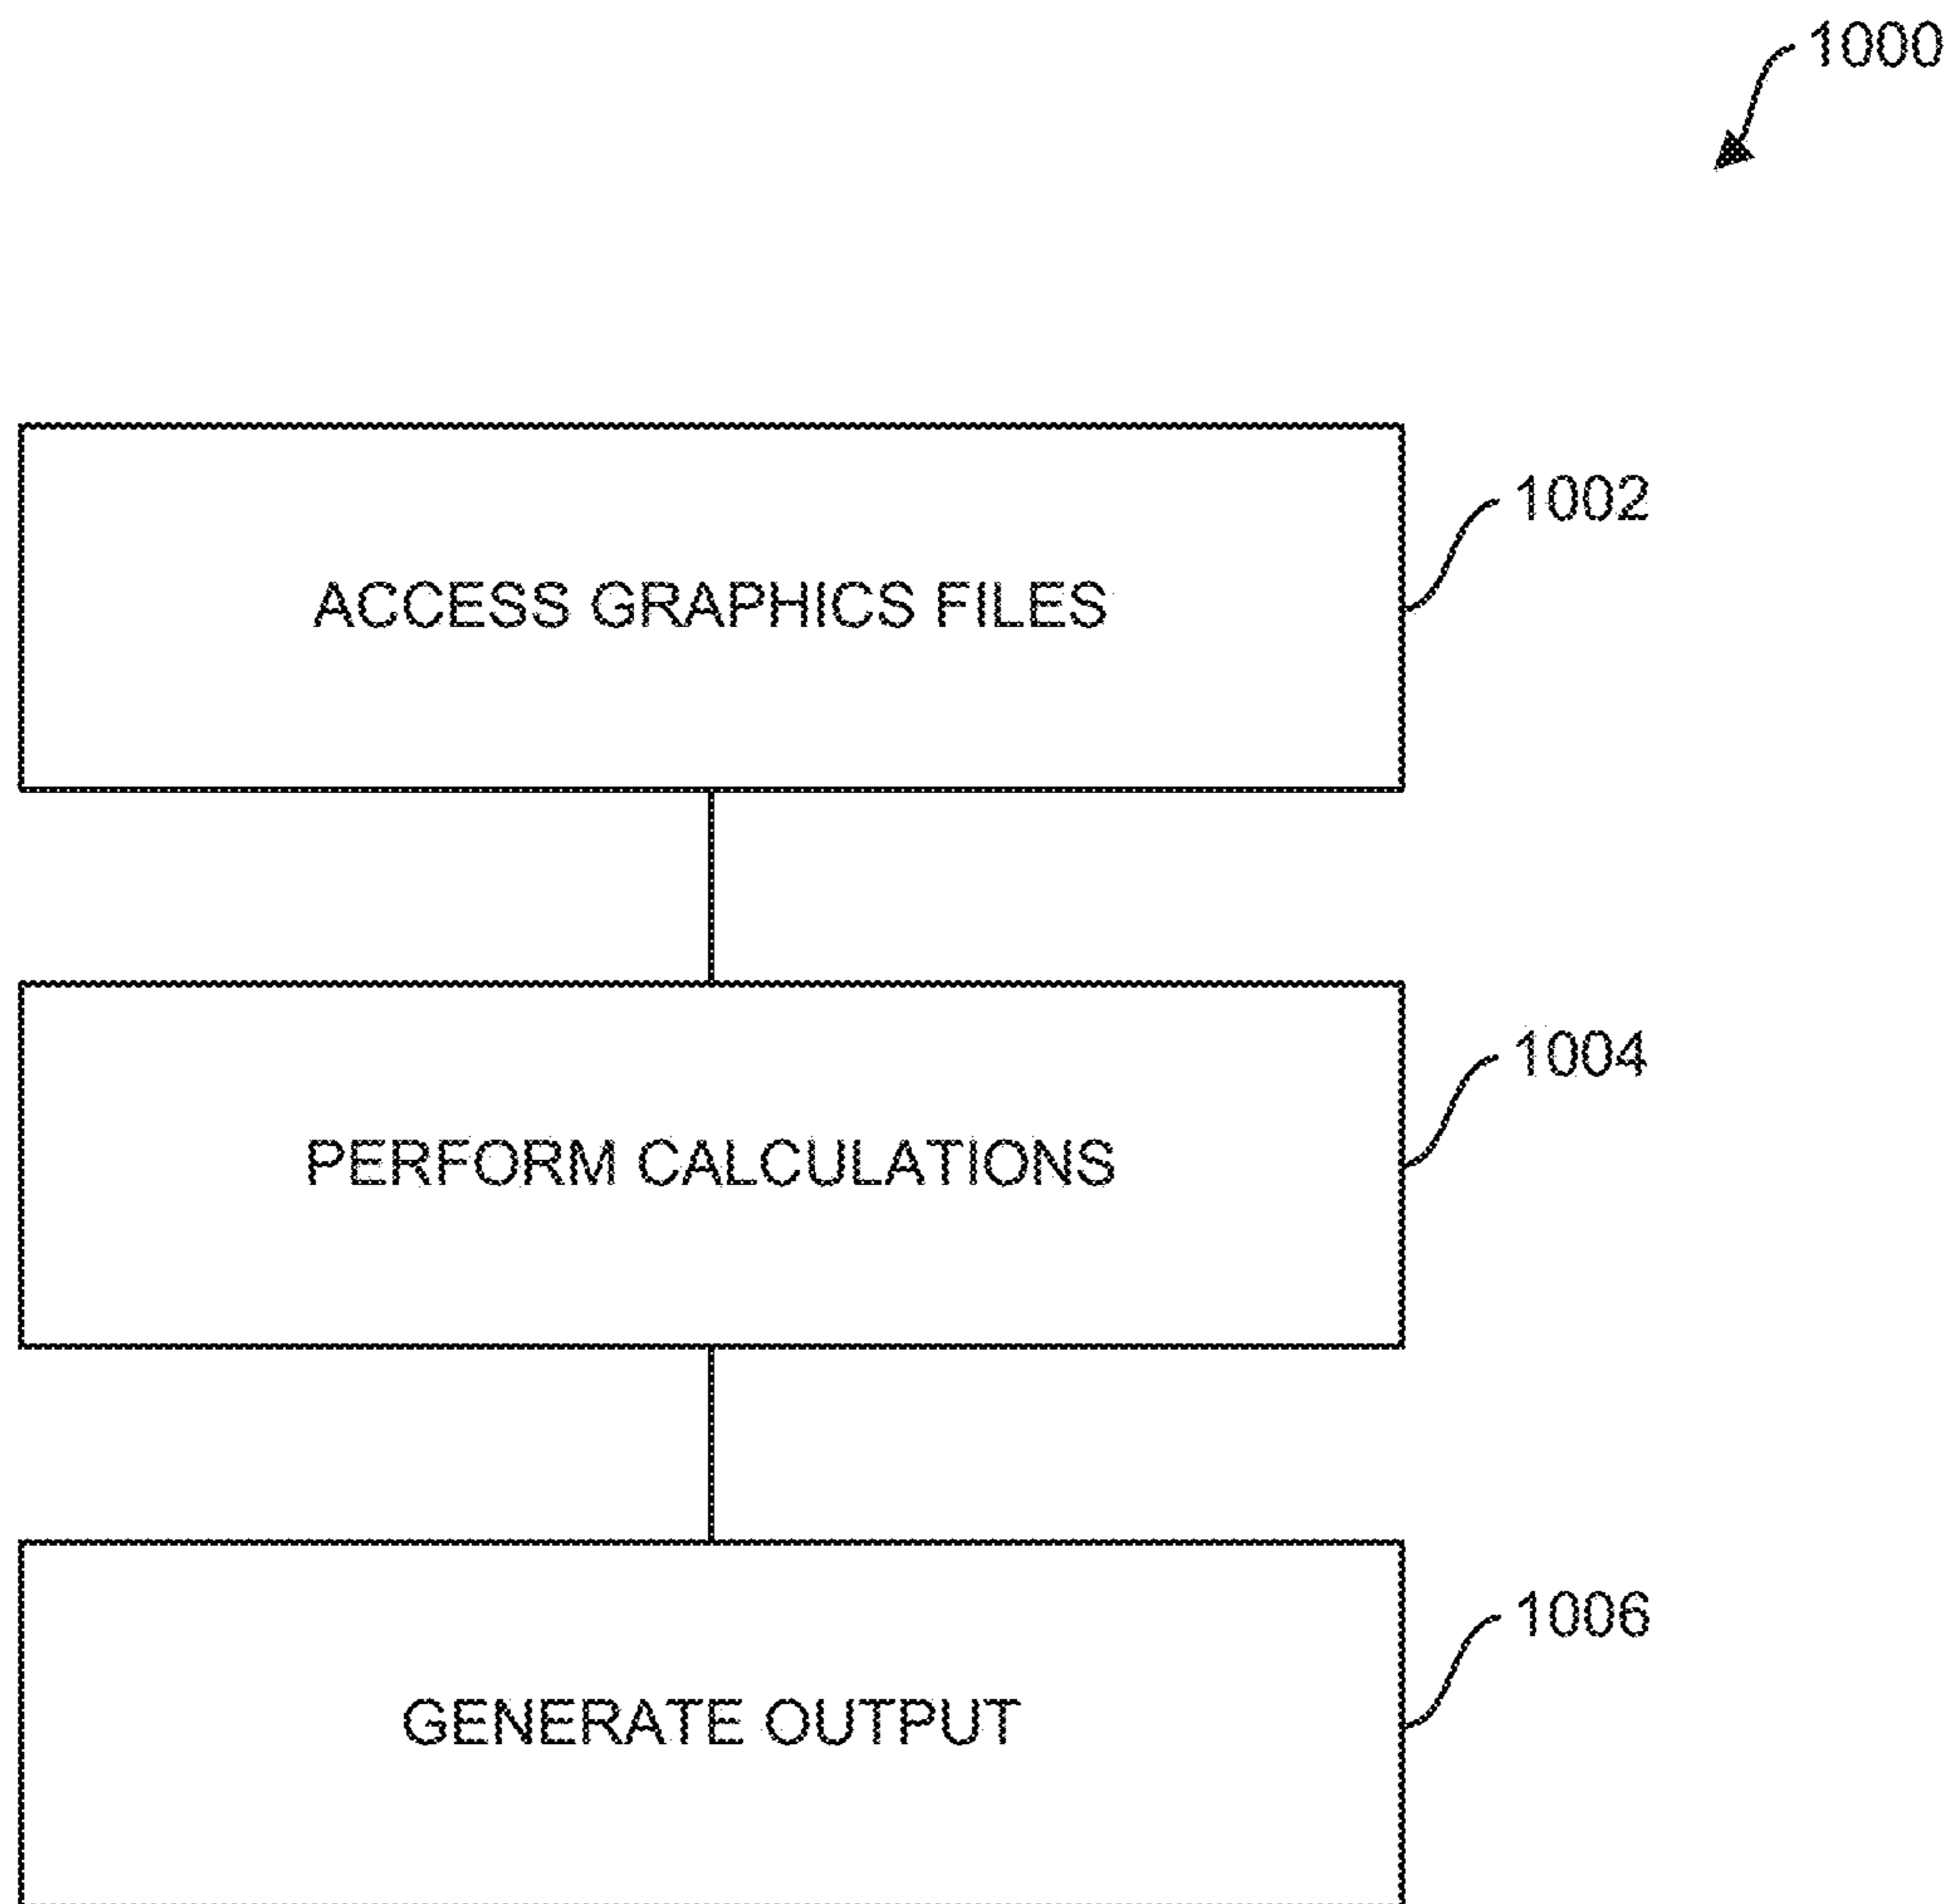 1000
ACCESS GRAPHICS FILES
1002
PERFORM CALCULATIONS
1004
GENERATE OUTPUT
1006